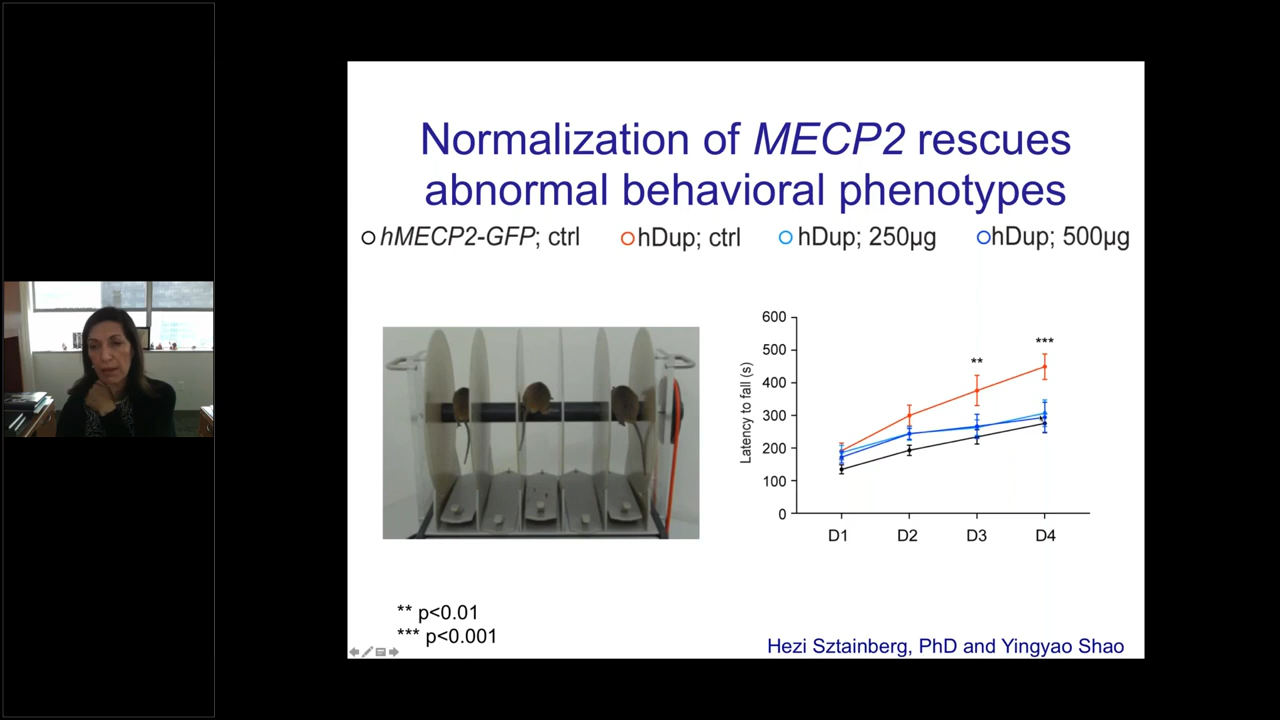 Normalization of MECP2 rescues
abnormal behavioral phenotypes
hMECP2-GFP; ctrl hDup; ctrl hDup; 250µg hDup; 500µg
Latency to fall (s)
600
500
400
300
200
100
0
**
***
D1 D2 D3 D4
** p<0.01
*** p<0.001
Hezi Sztainberg, PhD and Yingyao Shao